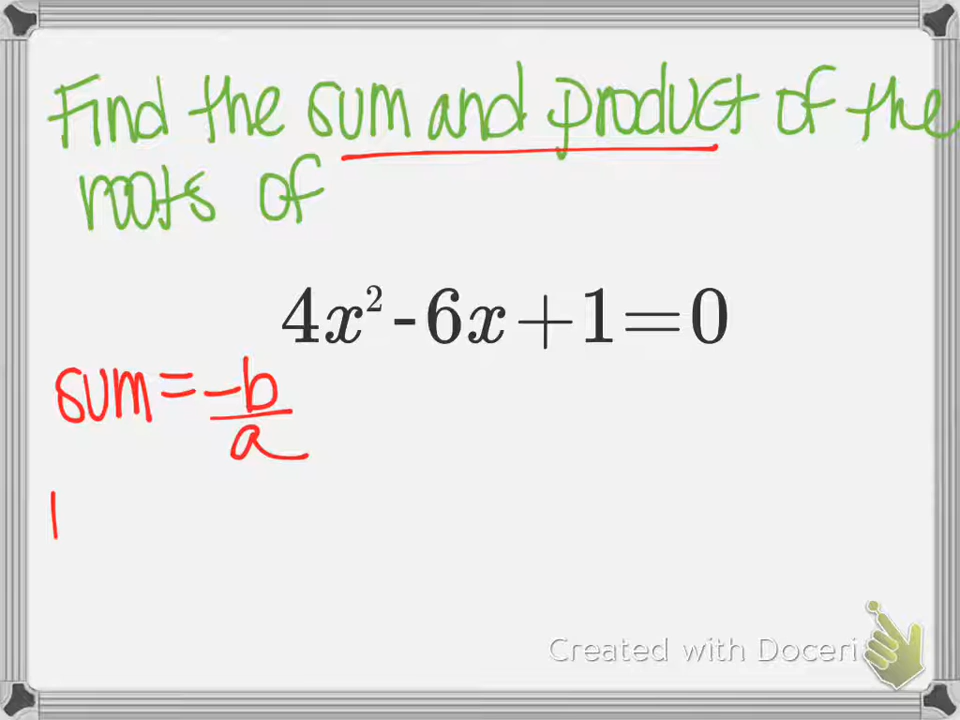 Find the sum and product of the
roots of
4x² - 6x + 1 = 0
sum = -b/a
Created with Doceri